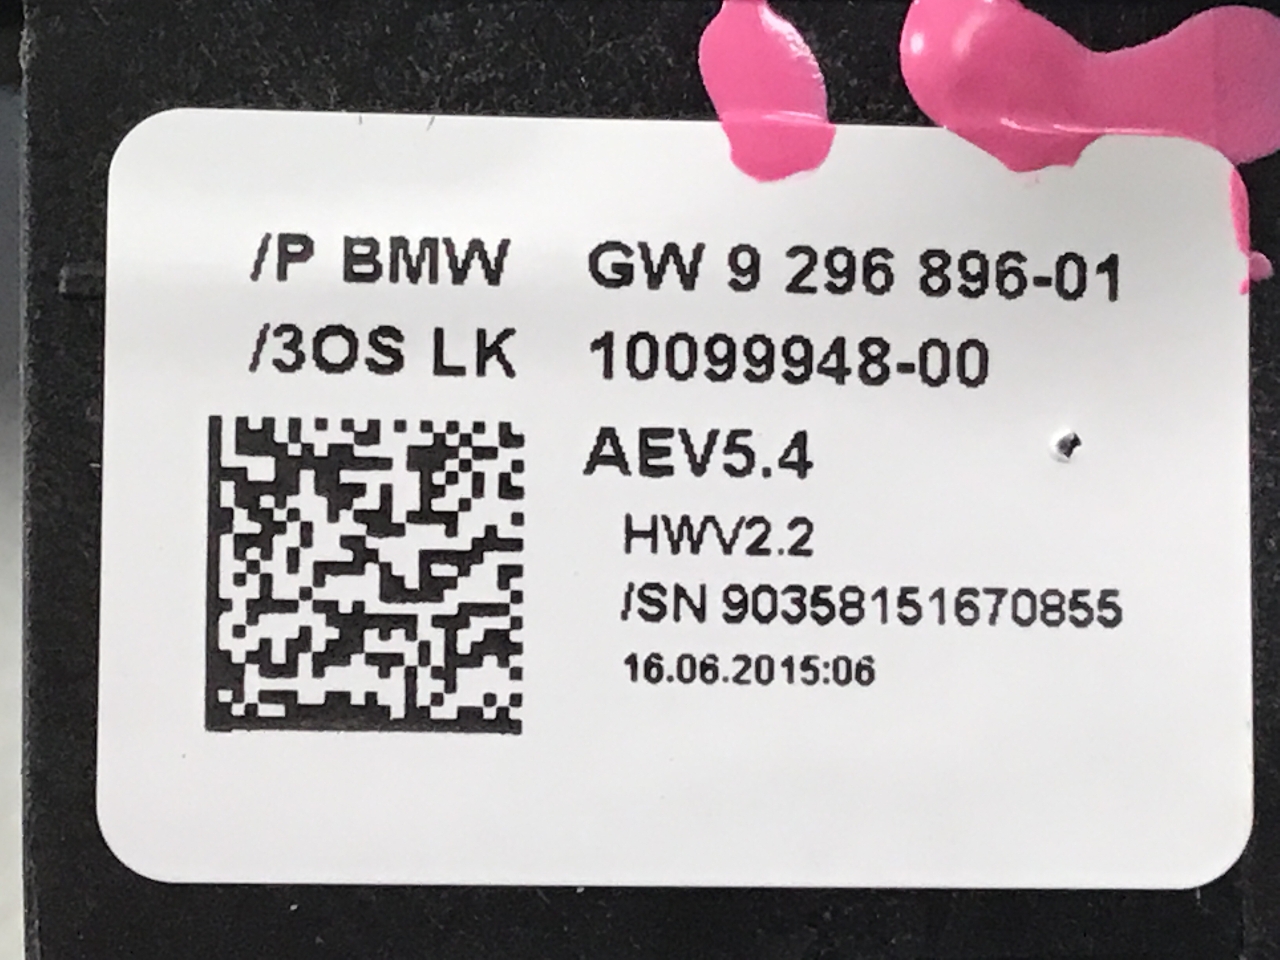 /P BMW GW 9 296 896-01
/3OS LK 10099948-00
AEV5.4
HWV2.2
/SN 90358151670855
16.06.2015:06